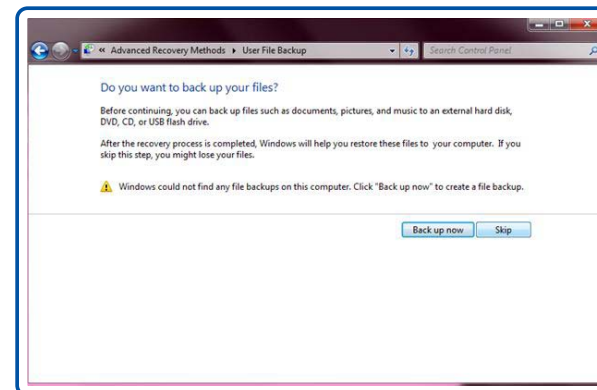 « Advanced Recovery Methods ▸ User File Backup
Search Control Panel
Do you want to back up your files?
Before continuing, you can back up files such as documents, pictures, and music to an external hard disk,
DVD, CD, or USB flash drive.
After the recovery process is completed, Windows will help you restore these files to your computer. If you
skip this step, you might lose your files.
Windows could not find any file backups on this computer. Click "Back up now" to create a file backup.
Back up now
Skip